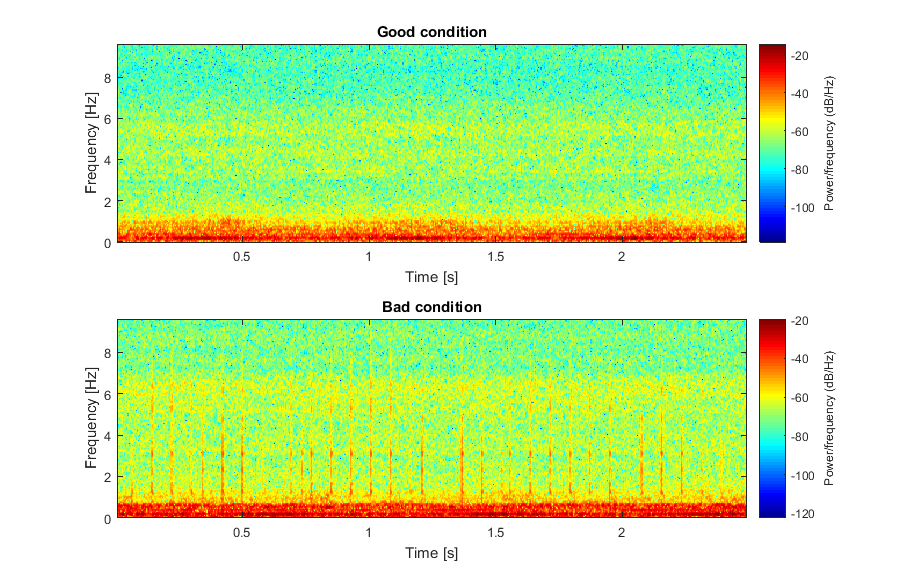 Good condition
Frequency [Hz]
8
6
4
2
0
0.5 1 1.5 2
Time [s]
-20
-40
-60
-80
-100
Power/frequency (dB/Hz)
Bad condition
Frequency [Hz]
8
6
4
2
0
0.5 1 1.5 2
Time [s]
-20
-40
-60
-80
-100
-120
Power/frequency (dB/Hz)